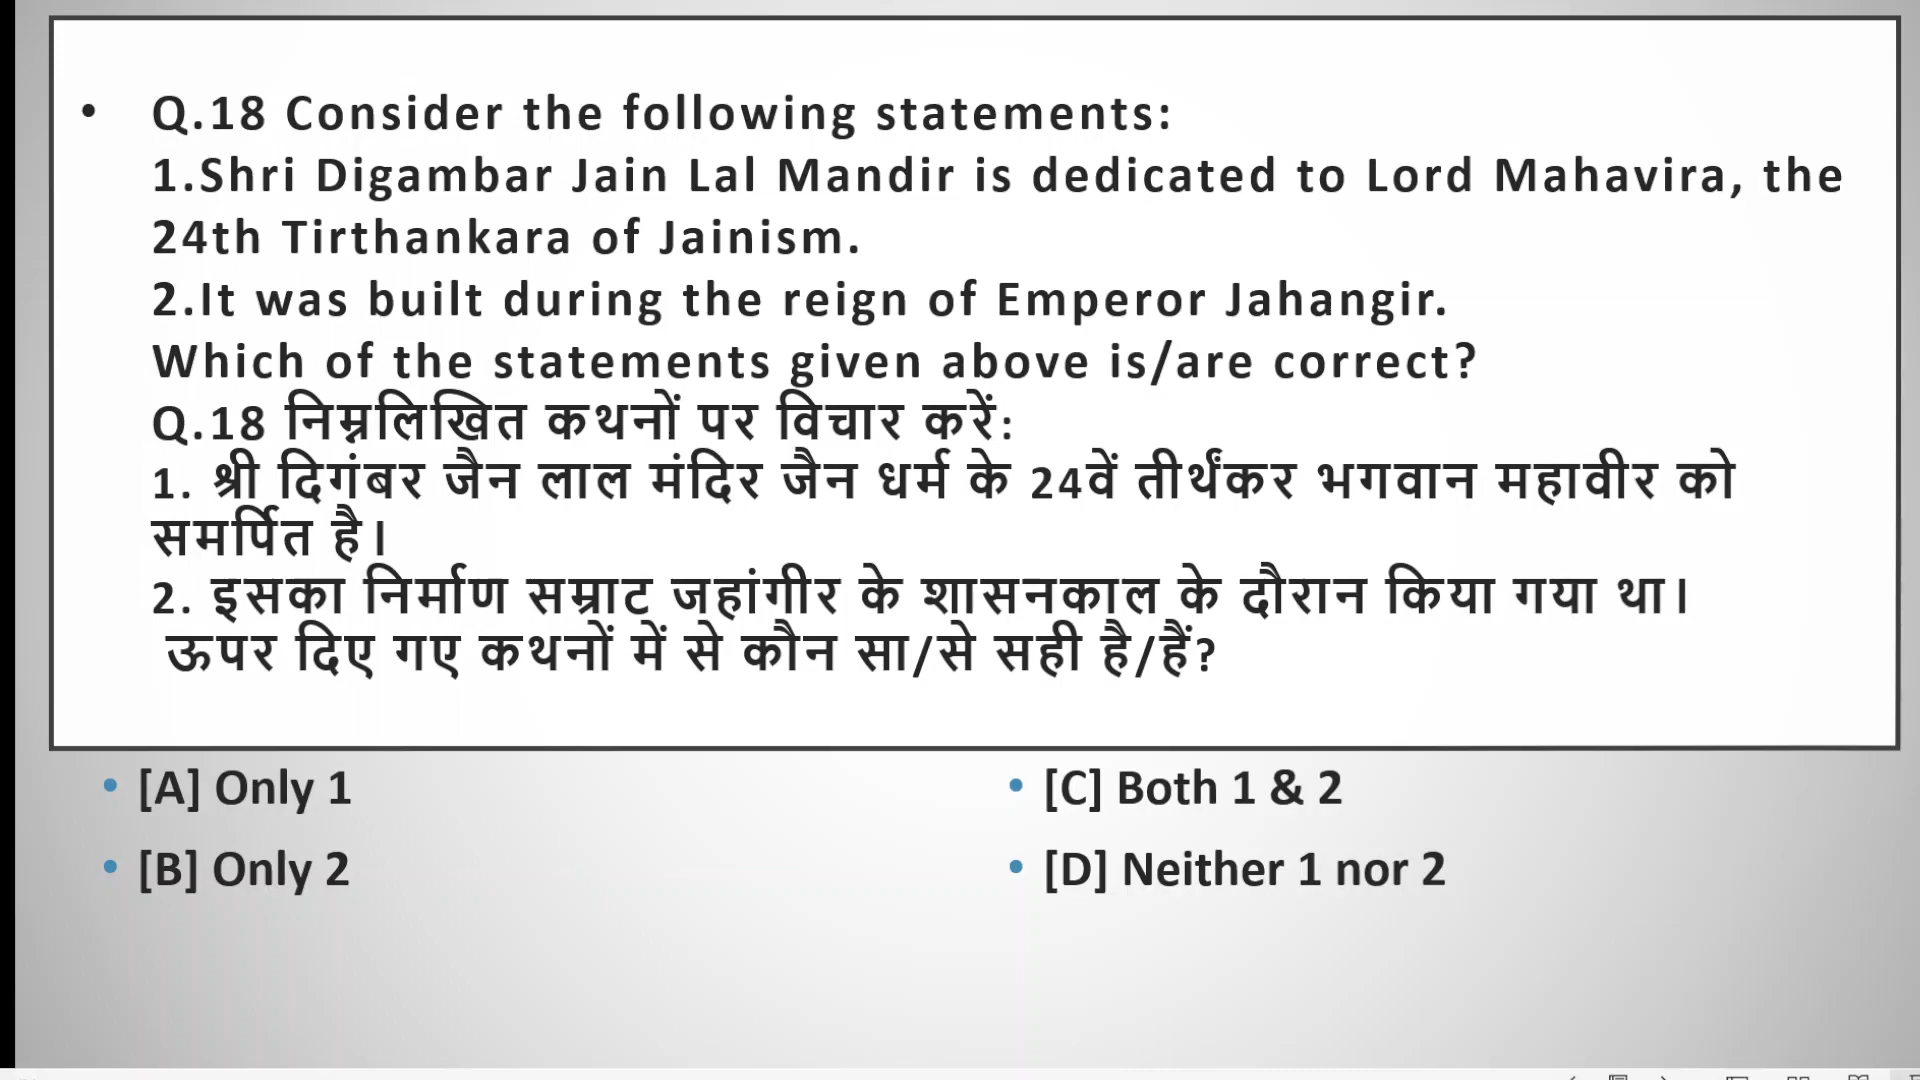 • Q.18 Consider the following statements:
1.Shri Digambar Jain Lal Mandir is dedicated to Lord Mahavira, the
24th Tirthankara of Jainism.
2.It was built during the reign of Emperor Jahangir.
Which of the statements given above is/are correct?
Q.18 निम्नलिखित कथनों पर विचार करें:
1. श्री दिगंबर जैन लाल मंदिर जैन धर्म के 24वें तीर्थंकर भगवान महावीर को
समर्पित है।
2. इसका निर्माण सम्राट जहांगीर के शासनकाल के दौरान किया गया था।
ऊपर दिए गए कथनों में से कौन सा/से सही है/हैं?
• [A] Only 1
• [B] Only 2
• [C] Both 1 & 2
• [D] Neither 1 nor 2